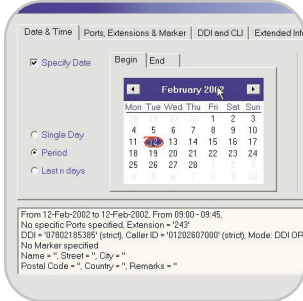 Date & Time Ports, Extensions & Marker DDI and CLI Extended
Specify Date Begin End
February 2002
Mon Tue Wed Thu Fri Sat Sun
1 2 3
4 5 6 7 8 9 10
11 12 13 14 15 16 17
18 19 20 21 22 23 24
25 26 27 28
Single Day
Period
Last n days
From 12-Feb-2002 to 12-Feb-2002, From 09:00 - 09:45,
No specific Ports specified, Extension = '243'
DDI = '07802185385' (strict), Caller ID = '01202607000' (strict), Mode: DDI OR
No Marker specified
Name = '', Street = '', City = ''
Postal Code = '', Country = '', Remarks = ''